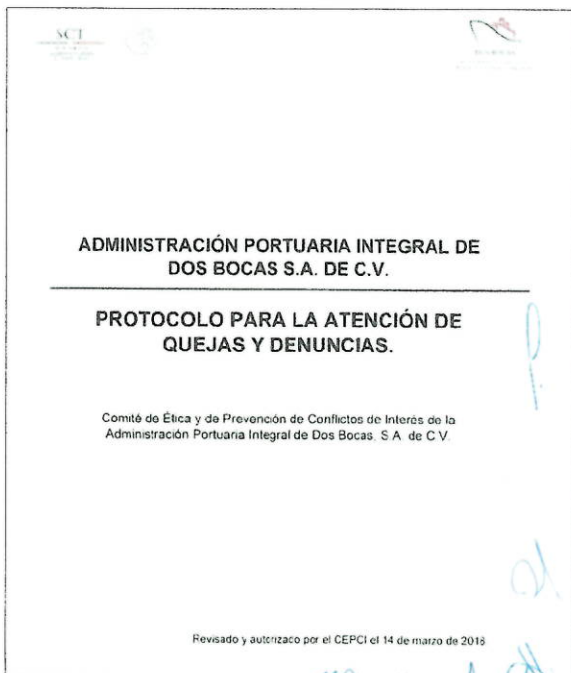 SCT
ADMINISTRACIÓN PORTUARIA INTEGRAL DE
DOS BOCAS S.A. DE C.V.
PROTOCOLO PARA LA ATENCIÓN DE
QUEJAS Y DENUNCIAS.
Comité de Ética y de Prevención de Conflictos de Interés de la
Administración Portuaria Integral de Dos Bocas, S.A. de C.V.
Revisado y autorizado por el CEPCI el 14 de marzo de 2018